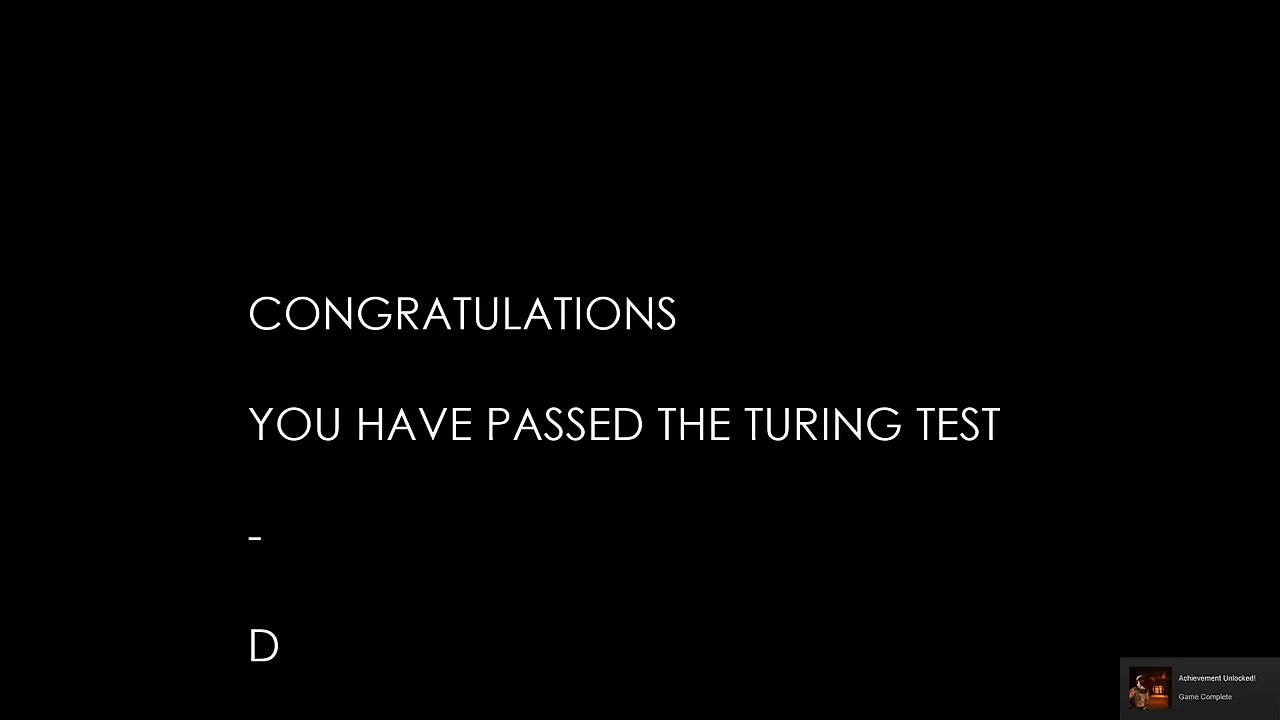 CONGRATULATIONS
YOU HAVE PASSED THE TURING TEST
-
D
Achievement Unlocked!
Game Complete